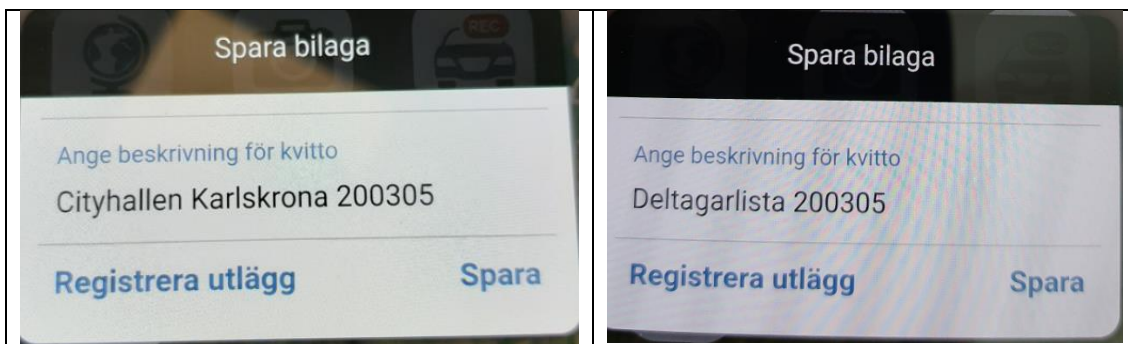 REC
Spara bilaga
Ange beskrivning för kvitto
Cityhallen Karlskrona 200305
Registrera utlägg
Spara
Spara bilaga
Ange beskrivning för kvitto
Deltagarlista 200305
Registrera utlägg
Spara